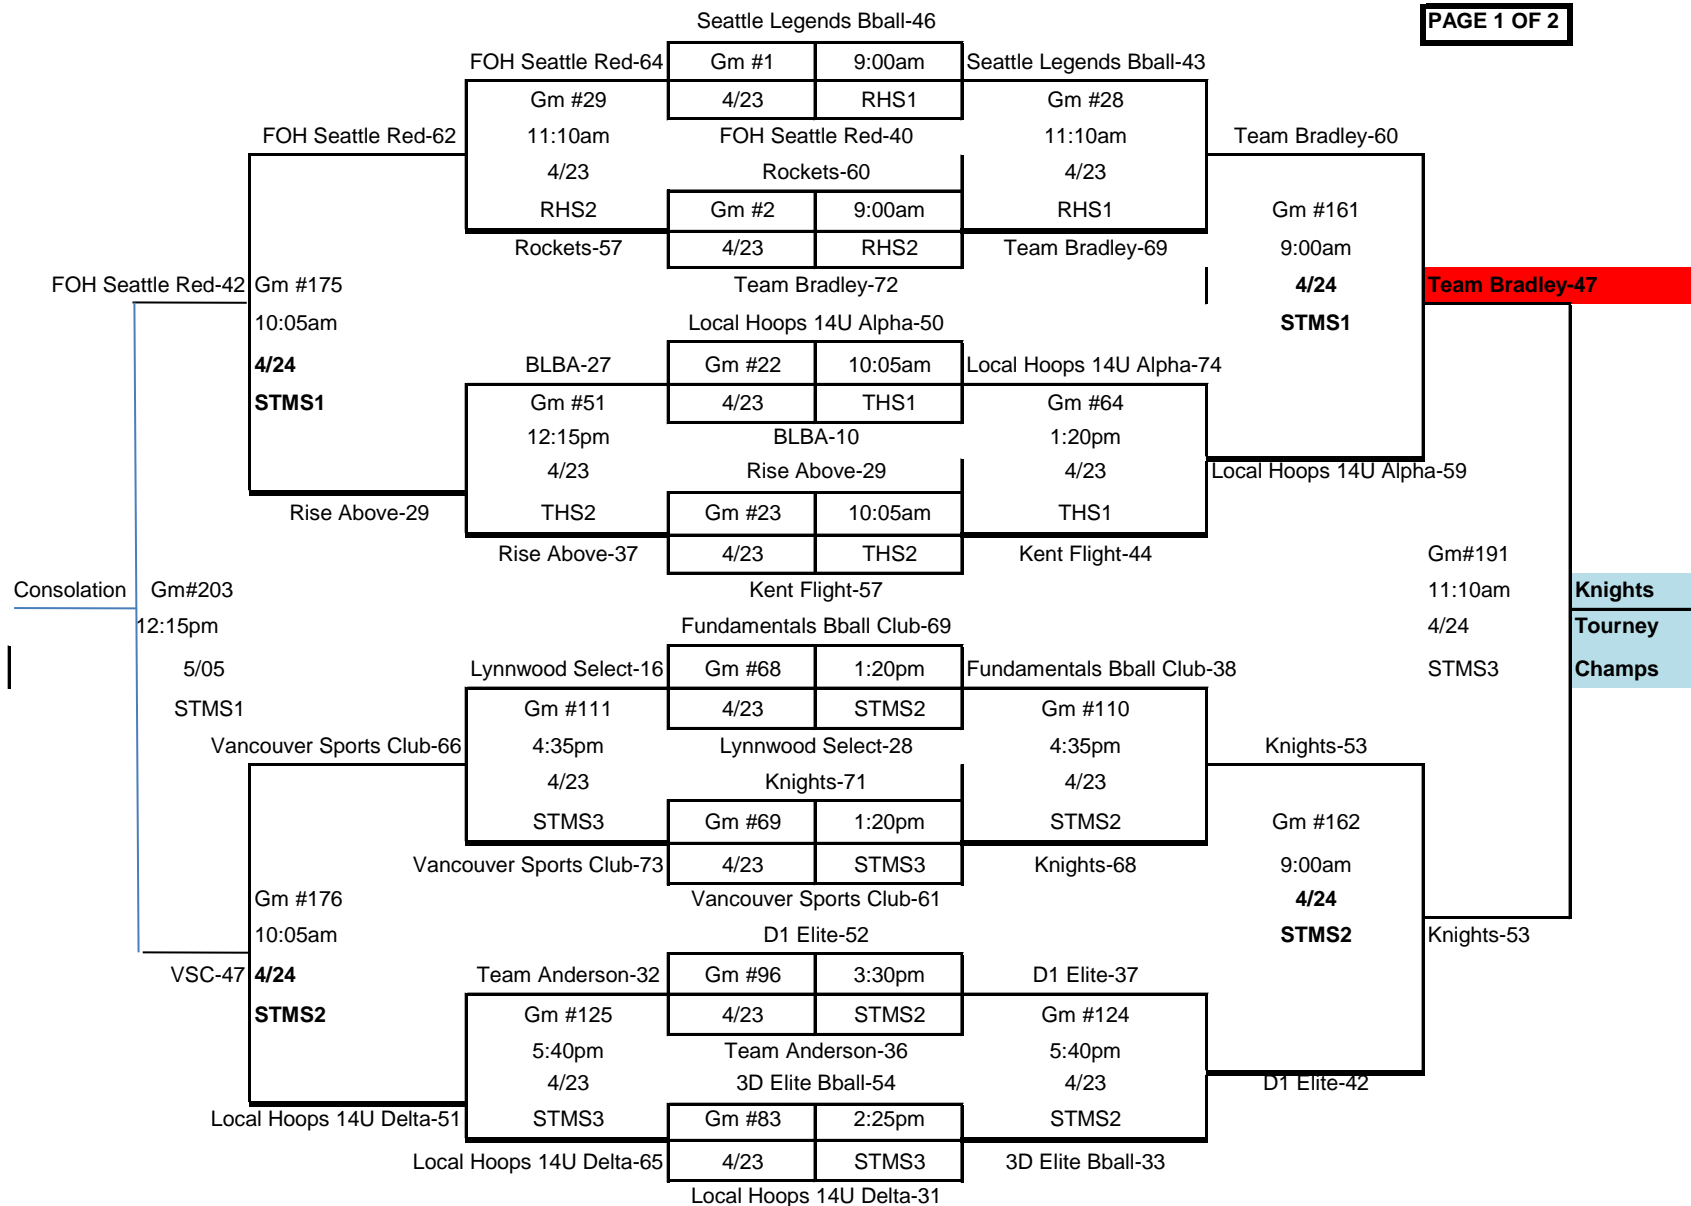 Seattle Legends Bball-46
PAGE 1 OF 2
FOH Seattle Red-64 Gm #1 9:00am Seattle Legends Bball-43
Gm #29 4/23 RHS1 Gm #28
FOH Seattle Red-62 11:10am FOH Seattle Red-40 11:10am Team Bradley-60
4/23 Rockets-60 4/23
RHS2 Gm #2 9:00am RHS1 Gm #161
Rockets-57 4/23 RHS2 Team Bradley-69 9:00am
FOH Seattle Red-42 Gm #175 Team Bradley-72 4/24 Team Bradley-47
10:05am Local Hoops 14U Alpha-50 STMS1
4/24 BLBA-27 Gm #22 10:05am Local Hoops 14U Alpha-74
STMS1 Gm #51 4/23 THS1 Gm #64
12:15pm BLBA-10 1:20pm
4/23 Rise Above-29 4/23 Local Hoops 14U Alpha-59
Rise Above-29 THS2 Gm #23 10:05am THS1
Rise Above-37 4/23 THS2 Kent Flight-44 Gm#191
Consolation Gm#203 Kent Flight-57 11:10am Knights
12:15pm Fundamentals Bball Club-69 4/24 Tourney
5/05 Lynnwood Select-16 Gm #68 1:20pm Fundamentals Bball Club-38 STMS3 Champs
STMS1 Gm #111 4/23 STMS2 Gm #110
Vancouver Sports Club-66 4:35pm Lynnwood Select-28 4:35pm Knights-53
4/23 Knights-71 4/23
STMS3 Gm #69 1:20pm STMS2 Gm #162
Vancouver Sports Club-73 4/23 STMS3 Knights-68 9:00am
Gm #176 Vancouver Sports Club-61 4/24
10:05am D1 Elite-52 STMS2 Knights-53
VSC-47 4/24 Team Anderson-32 Gm #96 3:30pm D1 Elite-37
STMS2 Gm #125 4/23 STMS2 Gm #124
5:40pm Team Anderson-36 5:40pm
4/23 3D Elite Bball-54 4/23 D1 Elite-42
Local Hoops 14U Delta-51 STMS3 Gm #83 2:25pm STMS2
Local Hoops 14U Delta-65 4/23 STMS3 3D Elite Bball-33
Local Hoops 14U Delta-31